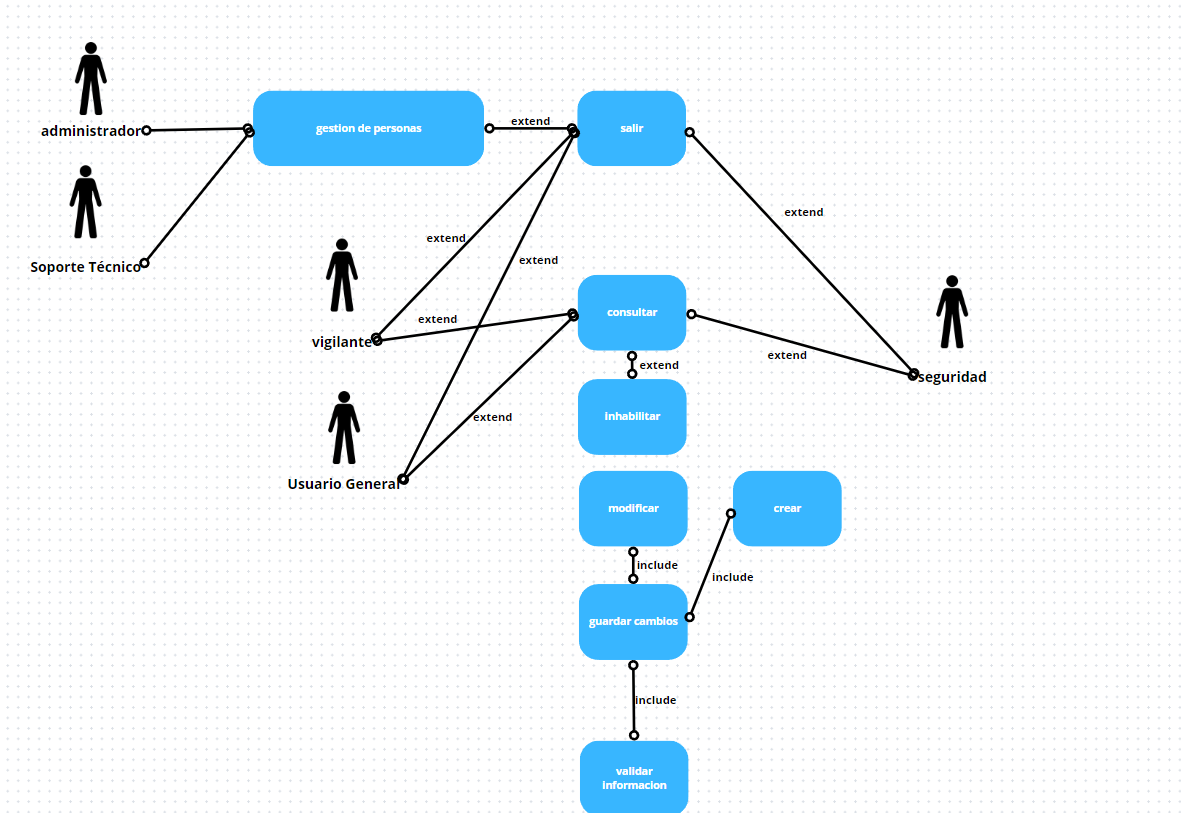 administrador
gestion de personas
extend
salir
extend
Soporte Técnico
extend
extend
vigilante
extend
consultar
extend
seguridad
extend
Inhabilitar
extend
Usuario General
modificar
crear
include
include
guardar cambios
include
validar
informacion